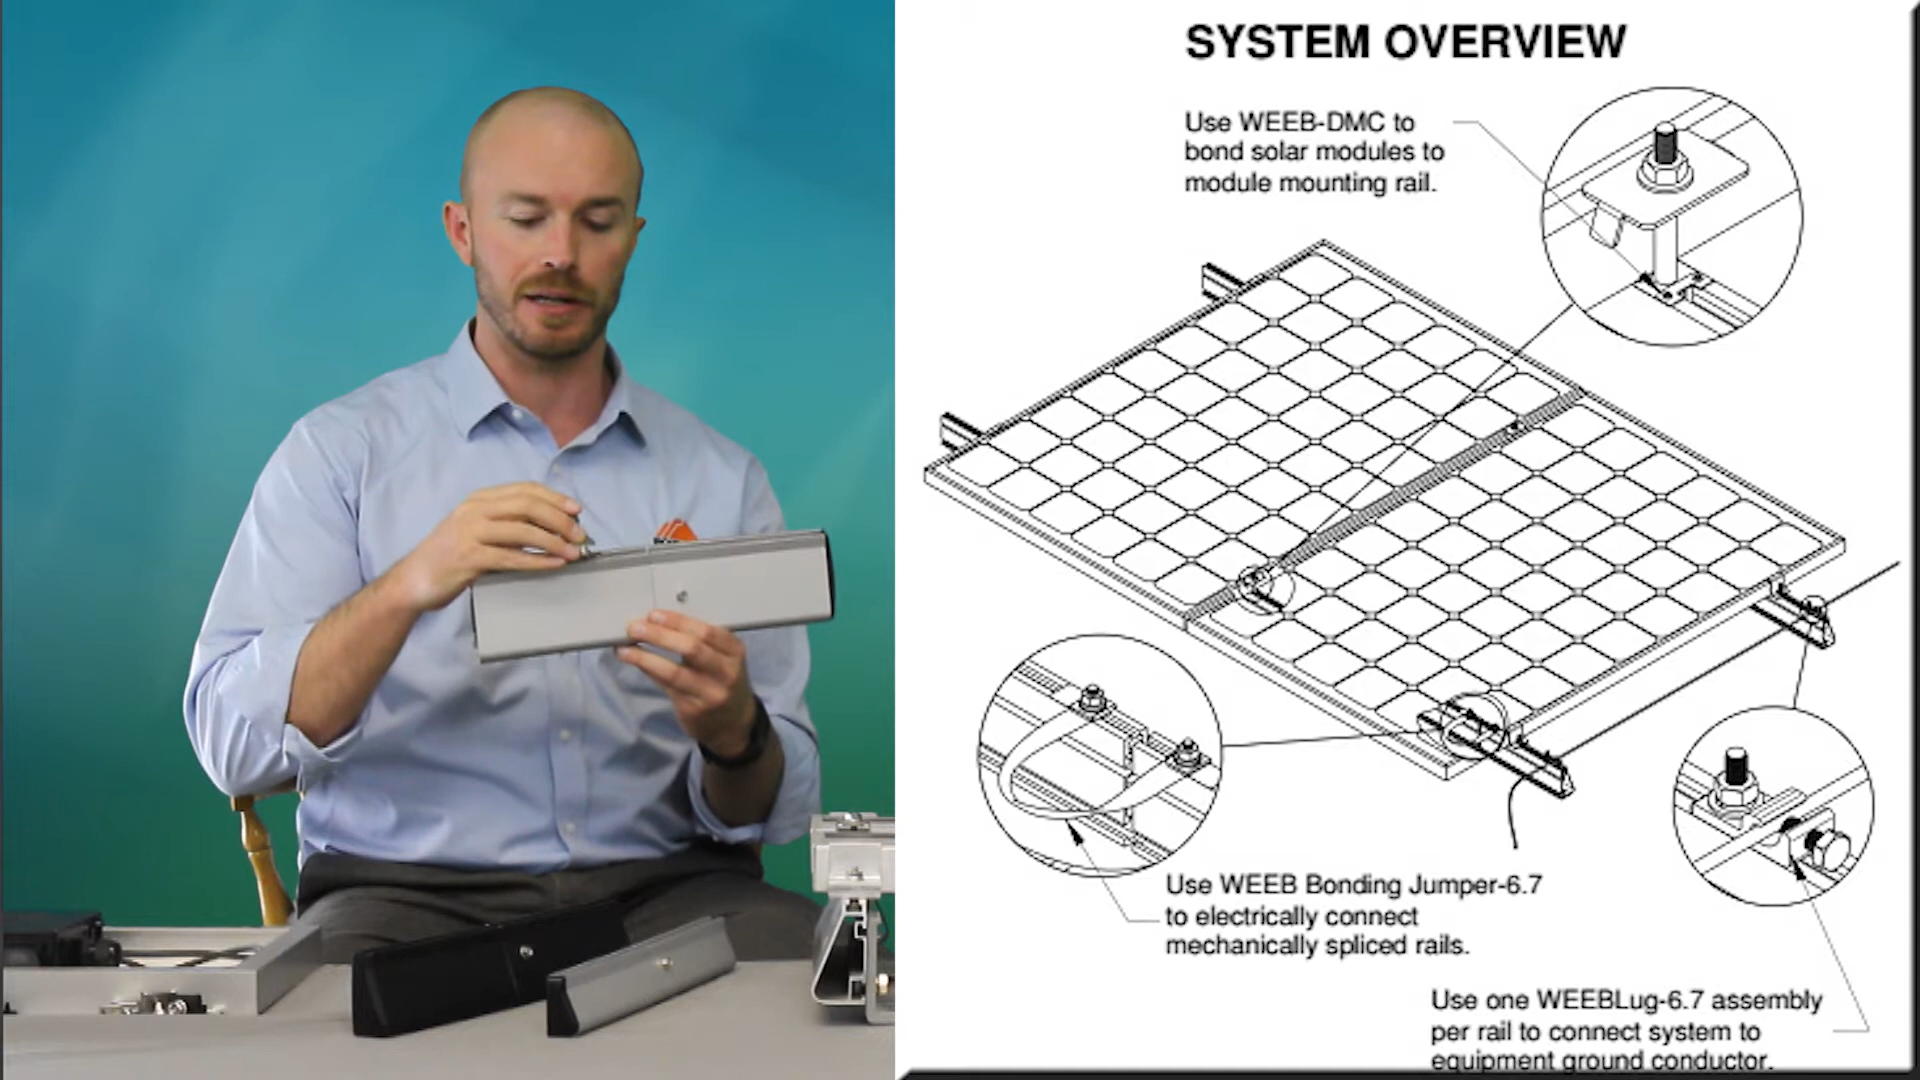 SYSTEM OVERVIEW
Use WEEB-DMC to
bond solar modules to
module mounting rail.
Use WEEB Bonding Jumper-6.7
to electrically connect
mechanically spliced rails.
Use one WEEBLug-6.7 assembly
per rail to connect system to
equipment ground conductor.